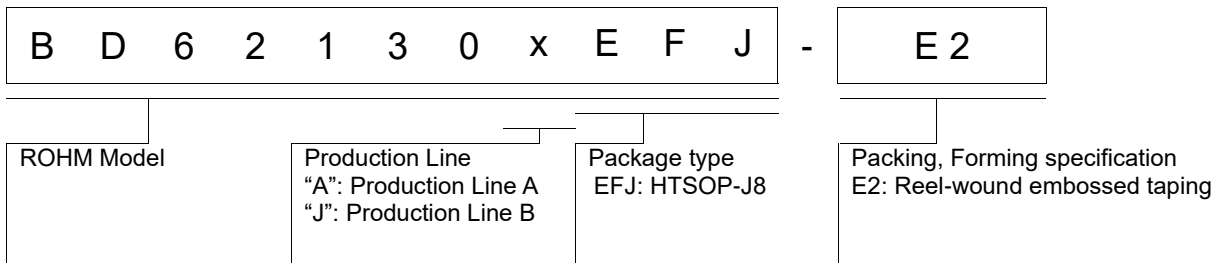 B D 6 2 1 3 0 x E F J - E 2
ROHM Model
Production Line
“A”: Production Line A
“J”: Production Line B
Package type
EFJ: HTSOP-J8
Packing, Forming specification
E2: Reel-wound embossed taping